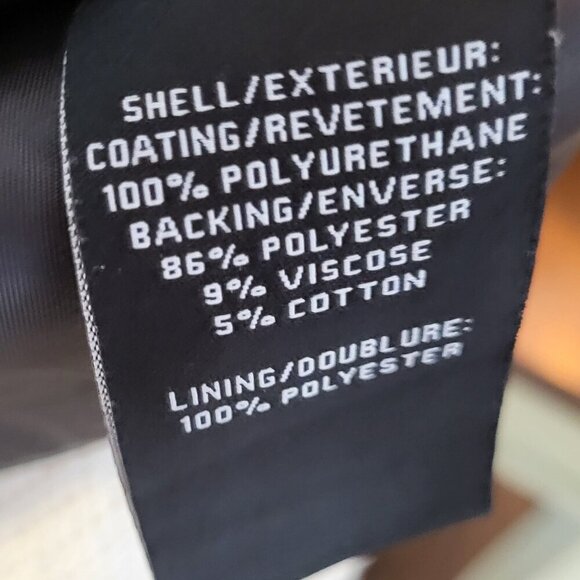 SHELL/EXTERIEUR:
COATING/REVETEMENT:
100% POLYURETHANE
BACKING/ENVERSE:
86% POLYESTER
9% VISCOSE
5% COTTON
LINING/DOUBLURE:
100% POLYESTER